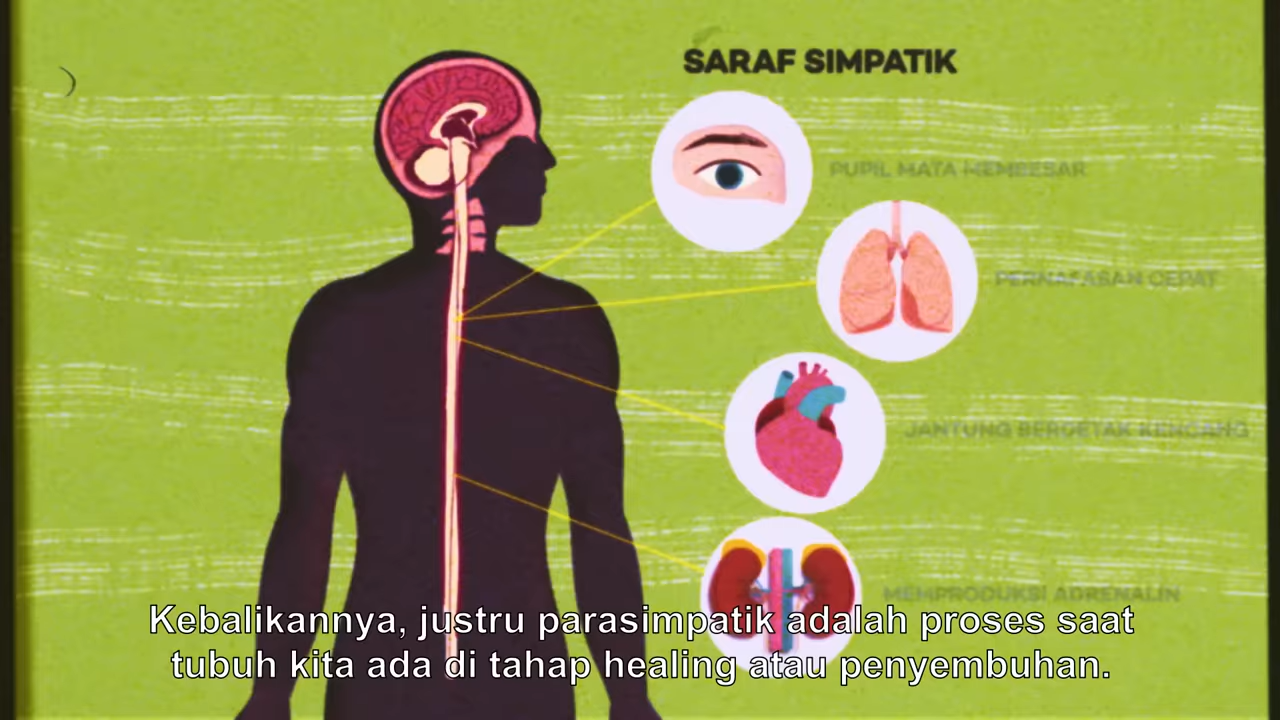 SARAF SIMPATIK
PUPIL MATA MEMBESAR
PERNAFASAN CEPAT
JANTUNG BERDETAK KENCANG
MEMPRODUKSI ADRENALIN
Kebalikannya, justru parasimpatik adalah proses saat
tubuh kita ada di tahap healing atau penyembuhan.